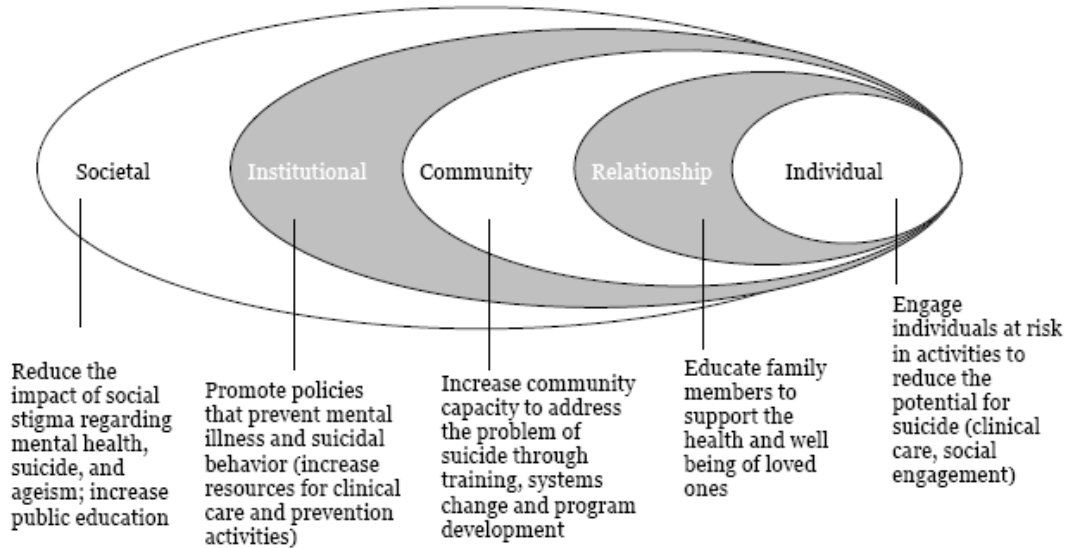 Societal
Institutional
Community
Relationship
Individual
Reduce the
impact of social
stigma regarding
mental health,
suicide, and
ageism; increase
public education
Promote policies
that prevent mental
illness and suicidal
behavior (increase
resources for clinical
care and prevention
activities)
Increase community
capacity to address
the problem of
suicide through
training, systems
change and program
development
Educate family
members to
support the
health and well
being of loved
ones
Engage
individuals at risk
in activities to
reduce the
potential for
suicide (clinical
care, social
engagement)